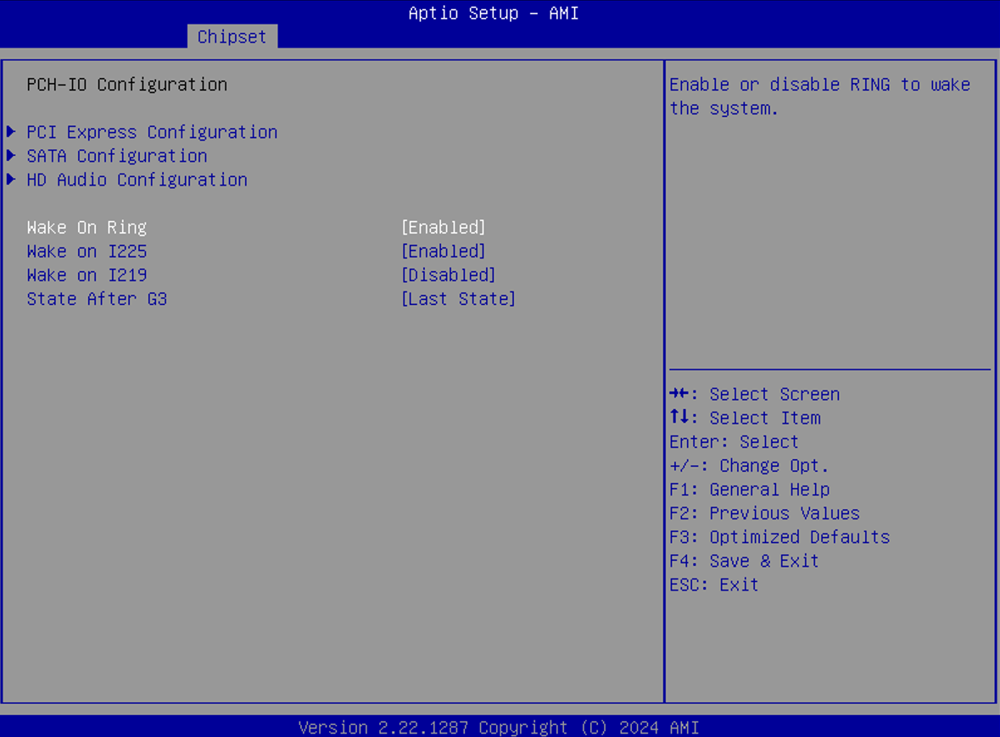 Aptio Setup – AMI
Chipset
PCH–IO Configuration
PCI Express Configuration
SATA Configuration
HD Audio Configuration
Wake On Ring [Enabled]
Wake on I225 [Enabled]
Wake on I219 [Disabled]
State After G3 [Last State]
Enable or disable RING to wake
the system.
→←: Select Screen
↑↓: Select Item
Enter: Select
+/–: Change Opt.
F1: General Help
F2: Previous Values
F3: Optimized Defaults
F4: Save & Exit
ESC: Exit
Version 2.22.1287 Copyright (C) 2024 AMI